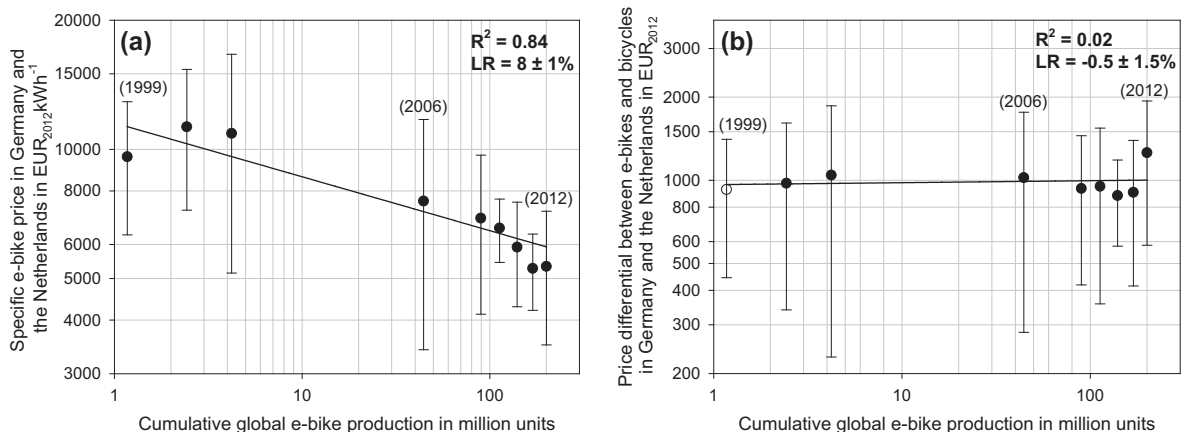 (a)
R² = 0.84
LR = 8 ± 1%
(1999)
(2006)
(2012)
20000
15000
10000
8000
6000
5000
4000
3000
1
10
100
Specific e-bike price in Germany and
the Netherlands in EUR₂₀₁₂kWh⁻¹
Cumulative global e-bike production in million units
(b)
R² = 0.02
LR = -0.5 ± 1.5%
(1999)
(2006)
(2012)
3000
2000
1500
1000
800
600
500
400
300
200
1
10
100
Price differential between e-bikes and bicycles
in Germany and the Netherlands in EUR₂₀₁₂
Cumulative global e-bike production in million units